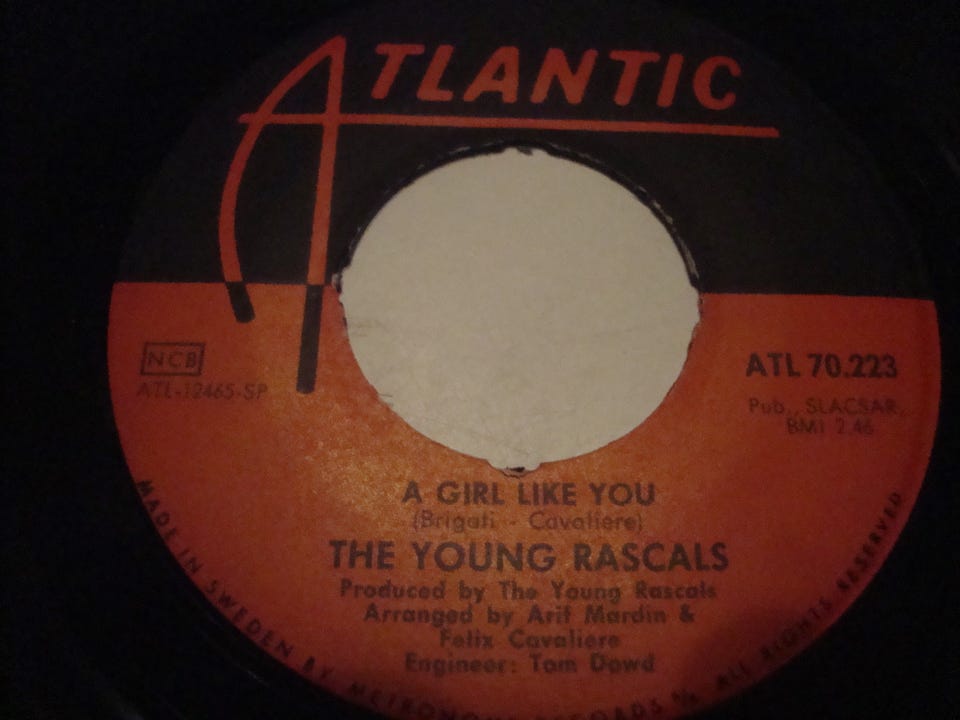 ATLANTIC
NCB
ATL-12465-SP
ATL 70.223
Pub., SLACSAR,
BMI 2.46
A GIRL LIKE YOU
(Brigati - Cavaliere)
THE YOUNG RASCALS
Produced by The Young Rascals
Arranged by Arif Mardin &
Felix Cavaliere
Engineer: Tom Dowd
MADE IN SWEDEN BY METRONOME RECORDS A/B ALL RIGHTS RESERVED